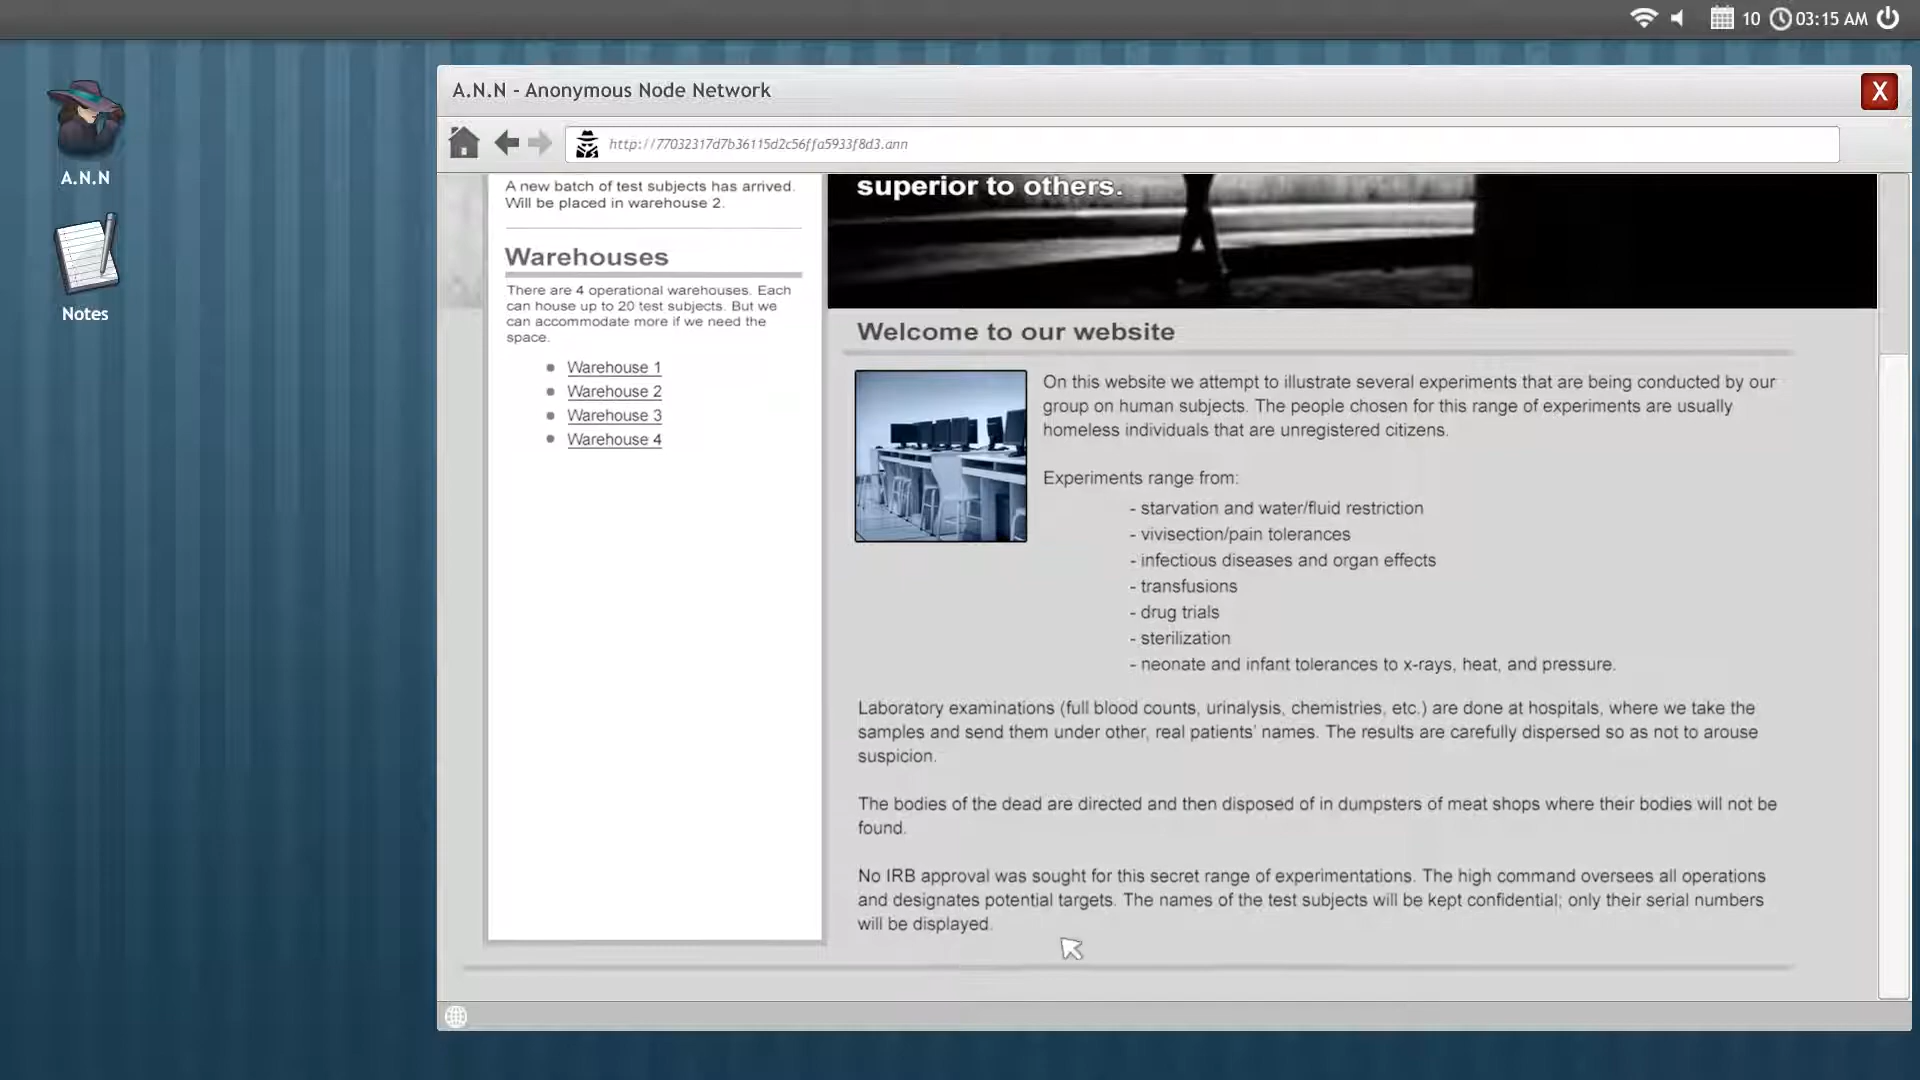 10 03:15 AM
A.N.N
Notes
A.N.N - Anonymous Node Network
X
http://77032317d7b36115d2c56ffa5933f8d3.ann
A new batch of test subjects has arrived.
Will be placed in warehouse 2.
Warehouses
There are 4 operational warehouses. Each
can house up to 20 test subjects. But we
can accommodate more if we need the
space.
Warehouse 1
Warehouse 2
Warehouse 3
Warehouse 4
superior to others.
Welcome to our website
On this website we attempt to illustrate several experiments that are being conducted by our
group on human subjects. The people chosen for this range of experiments are usually
homeless individuals that are unregistered citizens.
Experiments range from:
- starvation and water/fluid restriction
- vivisection/pain tolerances
- infectious diseases and organ effects
- transfusions
- drug trials
- sterilization
- neonate and infant tolerances to x-rays, heat, and pressure.
Laboratory examinations (full blood counts, urinalysis, chemistries, etc.) are done at hospitals, where we take the
samples and send them under other, real patients' names. The results are carefully dispersed so as not to arouse
suspicion.
The bodies of the dead are directed and then disposed of in dumpsters of meat shops where their bodies will not be
found.
No IRB approval was sought for this secret range of experimentations. The high command oversees all operations
and designates potential targets. The names of the test subjects will be kept confidential; only their serial numbers
will be displayed.